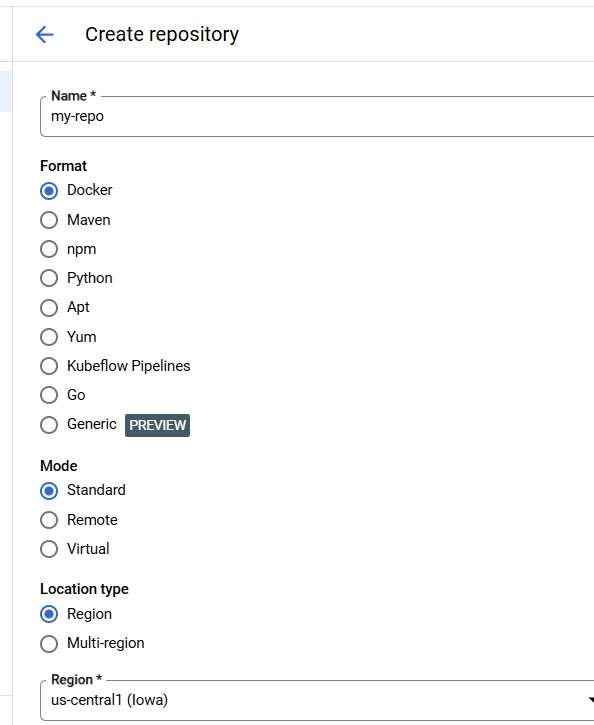 Create repository
Name *
my-repo
Format
Docker
Maven
npm
Python
Apt
Yum
Kubeflow Pipelines
Go
Generic PREVIEW
Mode
Standard
Remote
Virtual
Location type
Region
Multi-region
Region *
us-central1 (Iowa)